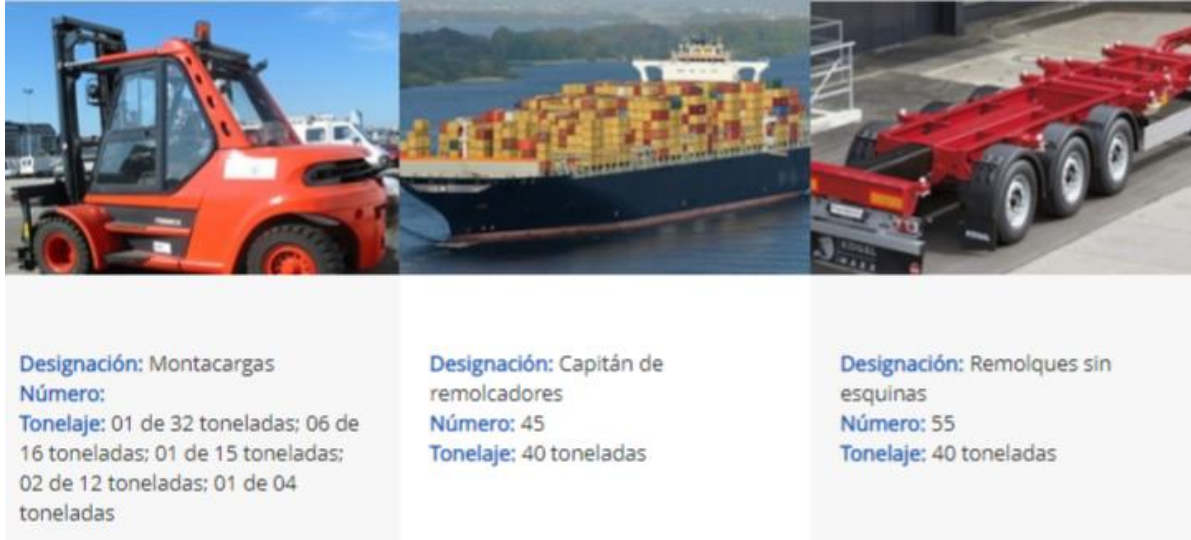 Designación: Montacargas
Número:
Tonelaje: 01 de 32 toneladas; 06 de
16 toneladas; 01 de 15 toneladas;
02 de 12 toneladas; 01 de 04
toneladas
Designación: Capitán de
remolcadores
Número: 45
Tonelaje: 40 toneladas
Designación: Remolques sin
esquinas
Número: 55
Tonelaje: 40 toneladas